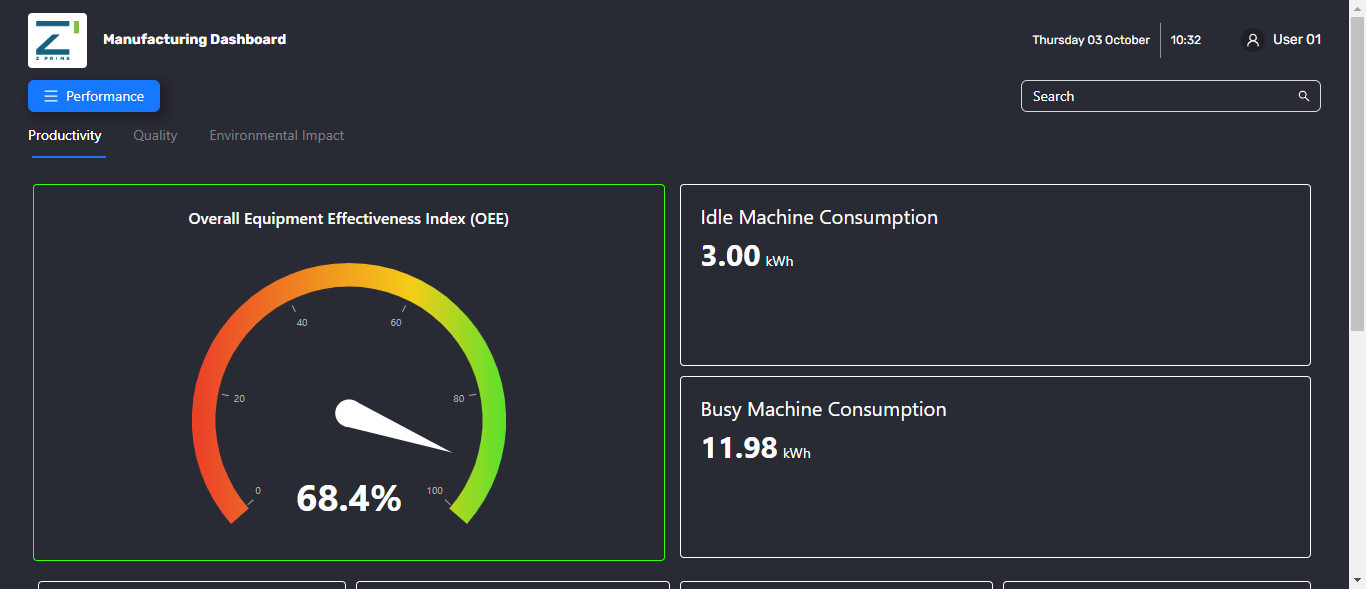 Z PRIME
Manufacturing Dashboard
Thursday 03 October
10:32
User 01
Performance
Search
Productivity
Quality
Environmental Impact
Overall Equipment Effectiveness Index (OEE)
0
20
40
60
80
100
68.4%
Idle Machine Consumption
3.00 kWh
Busy Machine Consumption
11.98 kWh